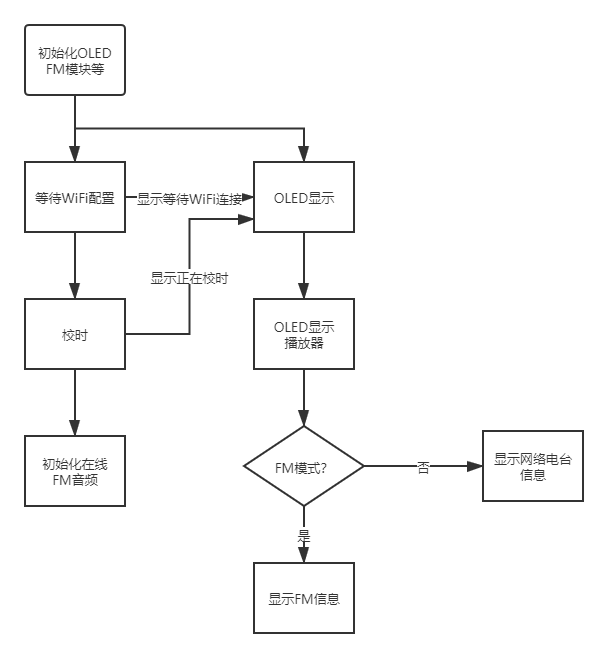 初始化OLED
FM模块等
等待WiFi配置
显示等待WiFi连接
OLED显示
显示正在校时
校时
OLED显示
播放器
初始化在线
FM音频
FM模式?
否
显示网络电台
信息
是
显示FM信息